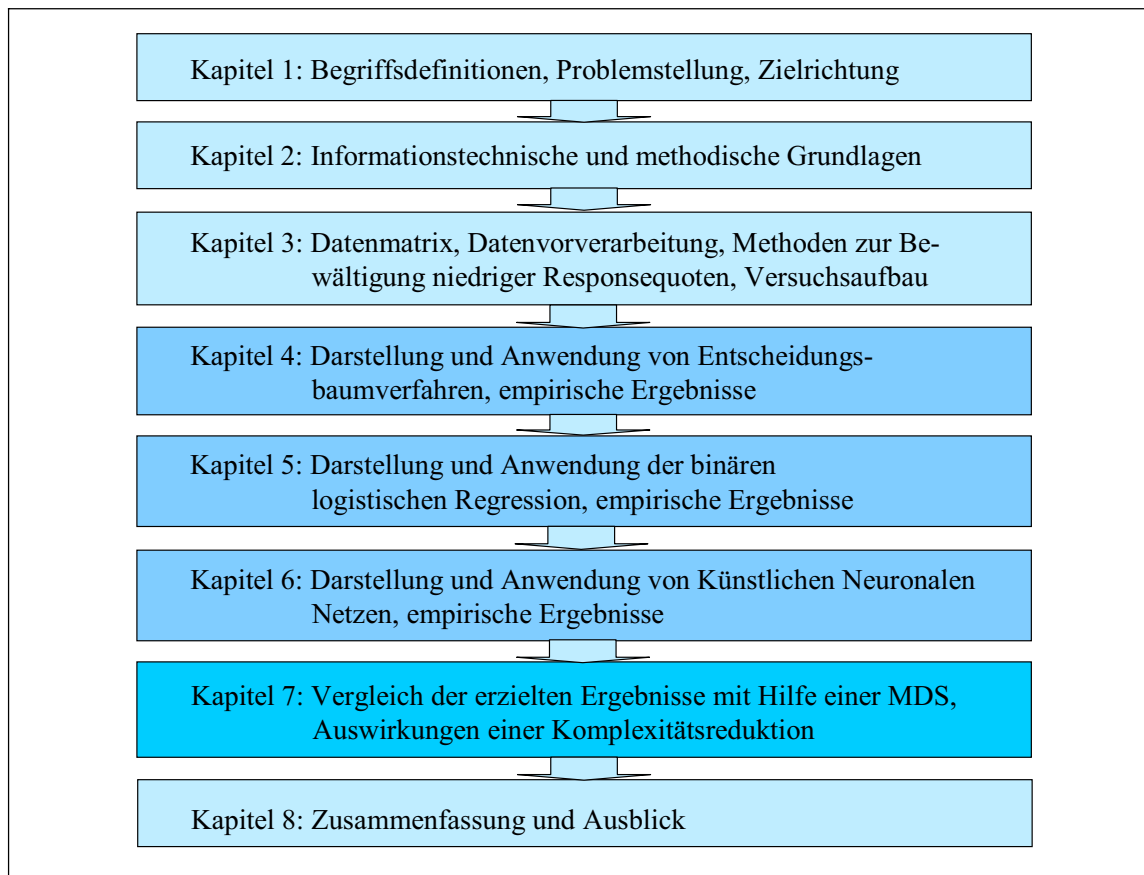 Kapitel 1: Begriffsdefinitionen, Problemstellung, Zielrichtung
Kapitel 2: Informationstechnische und methodische Grundlagen
Kapitel 3: Datenmatrix, Datenvorverarbeitung, Methoden zur Be-
wältigung niedriger Responsequoten, Versuchsaufbau
Kapitel 4: Darstellung und Anwendung von Entscheidungs-
baumverfahren, empirische Ergebnisse
Kapitel 5: Darstellung und Anwendung der binären
logistischen Regression, empirische Ergebnisse
Kapitel 6: Darstellung und Anwendung von Künstlichen Neuronalen
Netzen, empirische Ergebnisse
Kapitel 7: Vergleich der erzielten Ergebnisse mit Hilfe einer MDS,
Auswirkungen einer Komplexitätsreduktion
Kapitel 8: Zusammenfassung und Ausblick